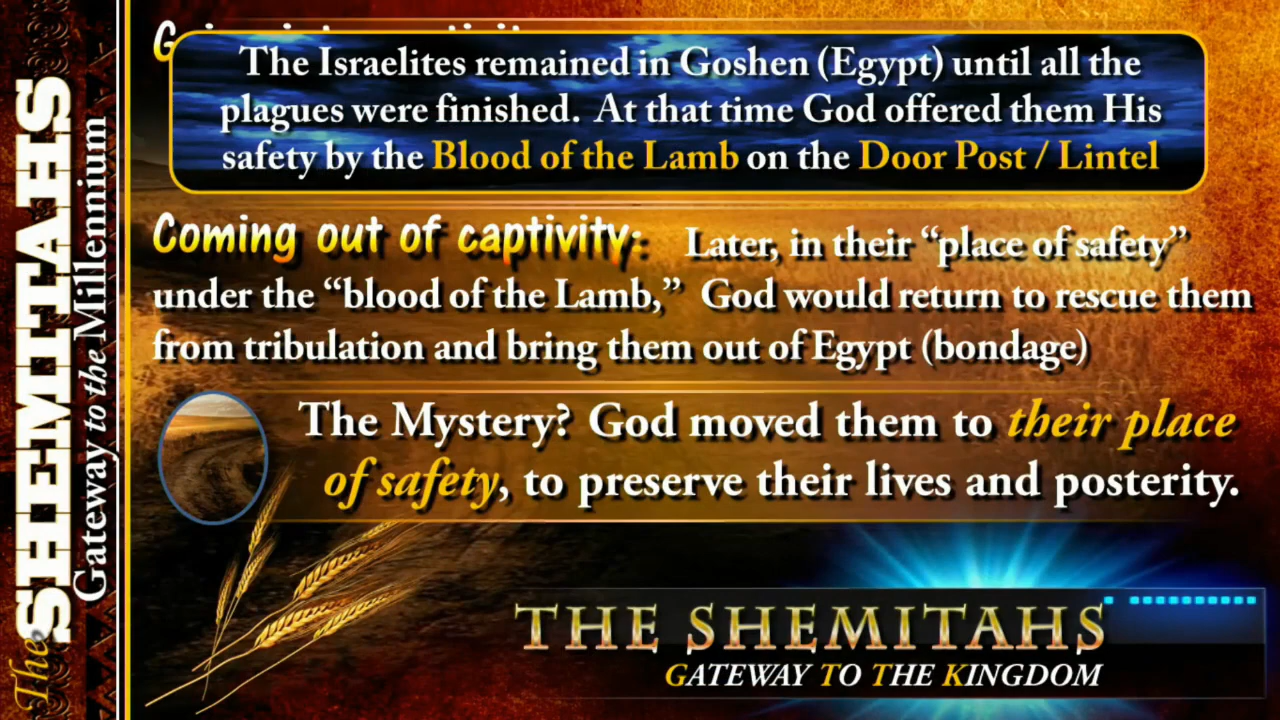 The SHEMITAHS
Gateway to the Millennium
The Israelites remained in Goshen (Egypt) until all the
plagues were finished. At that time God offered them His
safety by the Blood of the Lamb on the Door Post / Lintel
Coming out of captivity: Later, in their “place of safety”
under the “blood of the Lamb,” God would return to rescue them
from tribulation and bring them out of Egypt (bondage)
The Mystery? God moved them to their place
of safety, to preserve their lives and posterity.
THE SHEMITAHS
GATEWAY TO THE KINGDOM